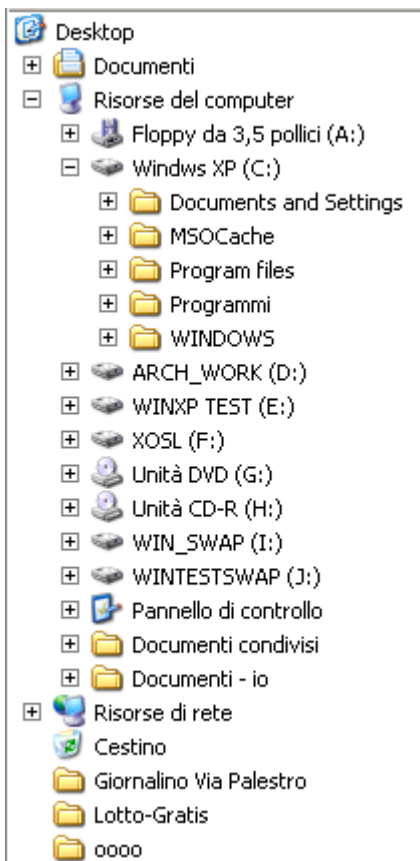 Desktop
Documenti
Risorse del computer
Floppy da 3,5 pollici (A:)
Windws XP (C:)
Documents and Settings
MSOCache
Program files
Programmi
WINDOWS
ARCH_WORK (D:)
WINXP TEST (E:)
XOSL (F:)
Unità DVD (G:)
Unità CD-R (H:)
WIN_SWAP (I:)
WINTESTSWAP (J:)
Pannello di controllo
Documenti condivisi
Documenti - io
Risorse di rete
Cestino
Giornalino Via Palestro
Lotto-Gratis
oooo